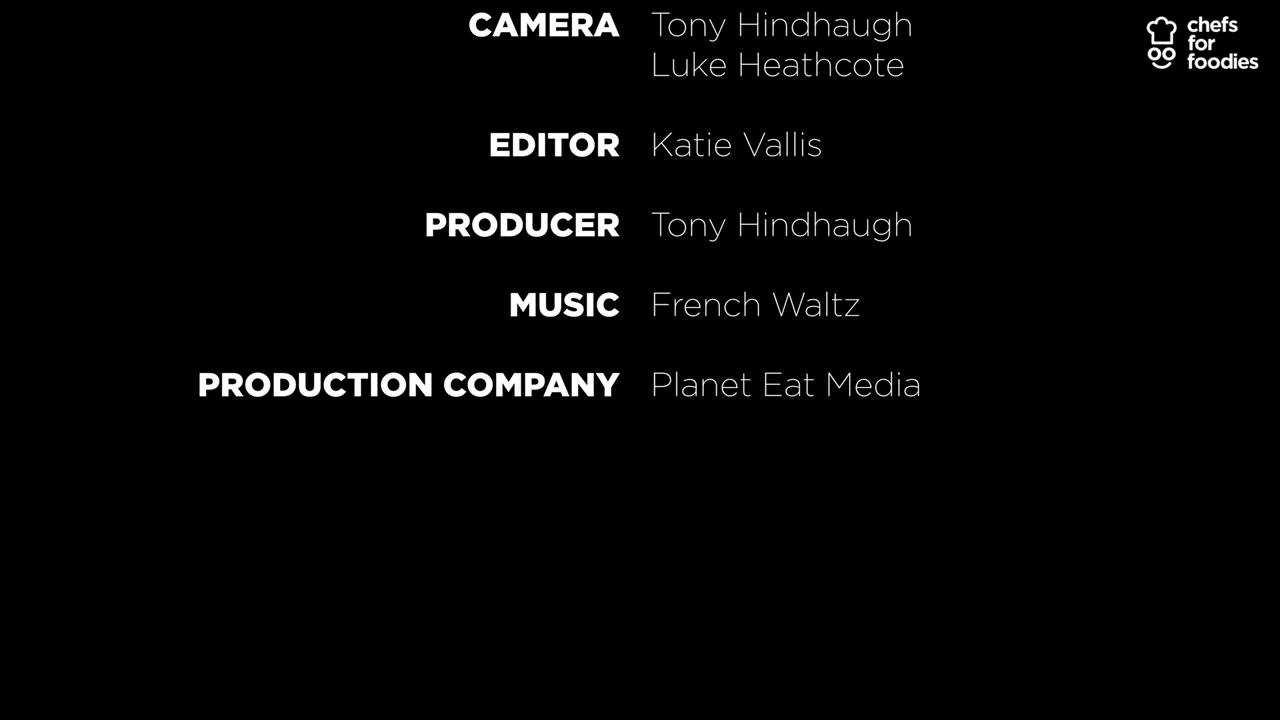 CAMERA Tony Hindhaugh
Luke Heathcote
EDITOR Katie Vallis
PRODUCER Tony Hindhaugh
MUSIC French Waltz
PRODUCTION COMPANY Planet Eat Media
chefs
for
foodies